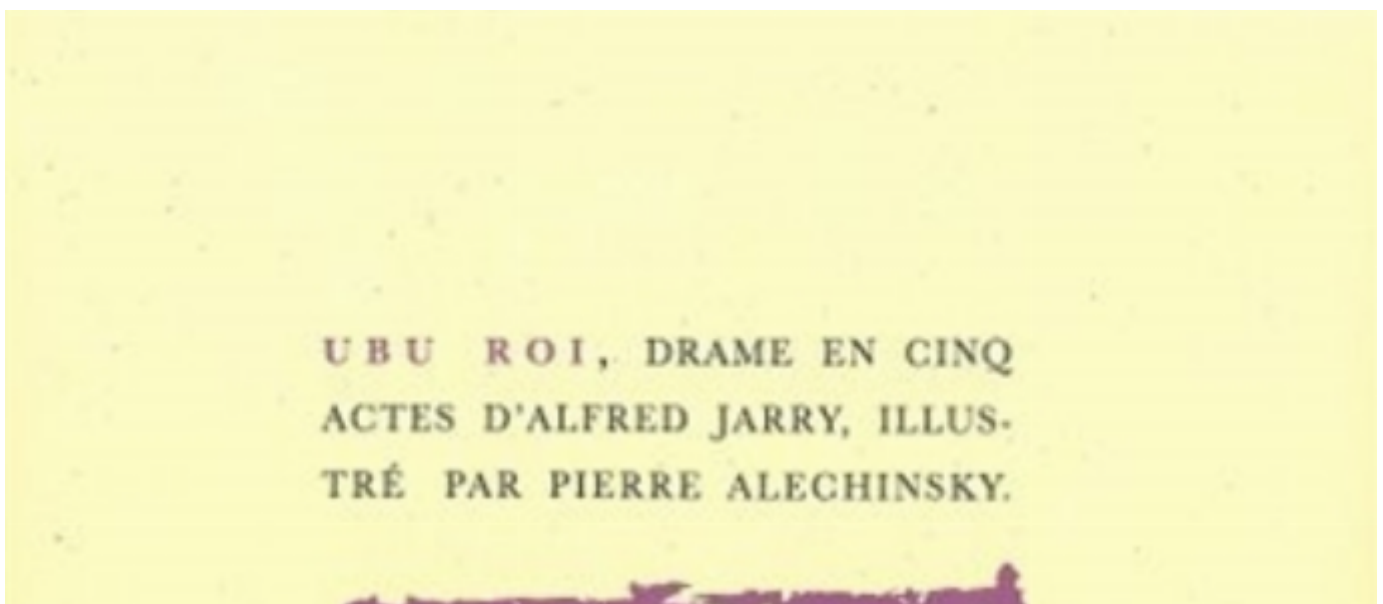 UBU ROI, DRAME EN CINQ
ACTES D'ALFRED JARRY, ILLUS-
TRÉ PAR PIERRE ALECHINSKY.